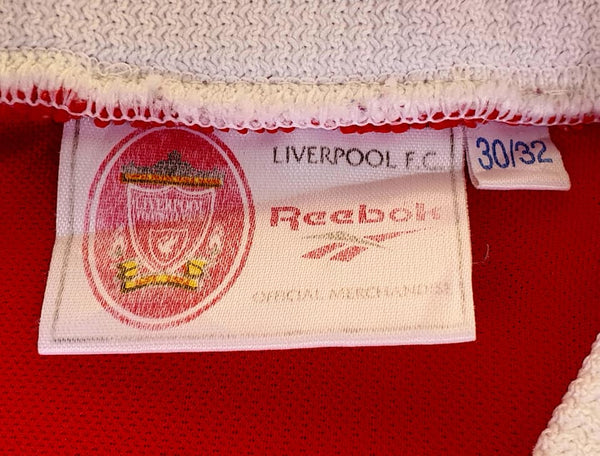 LIVERPOOL F.C.
30/32
Reebok
OFFICIAL MERCHANDISE